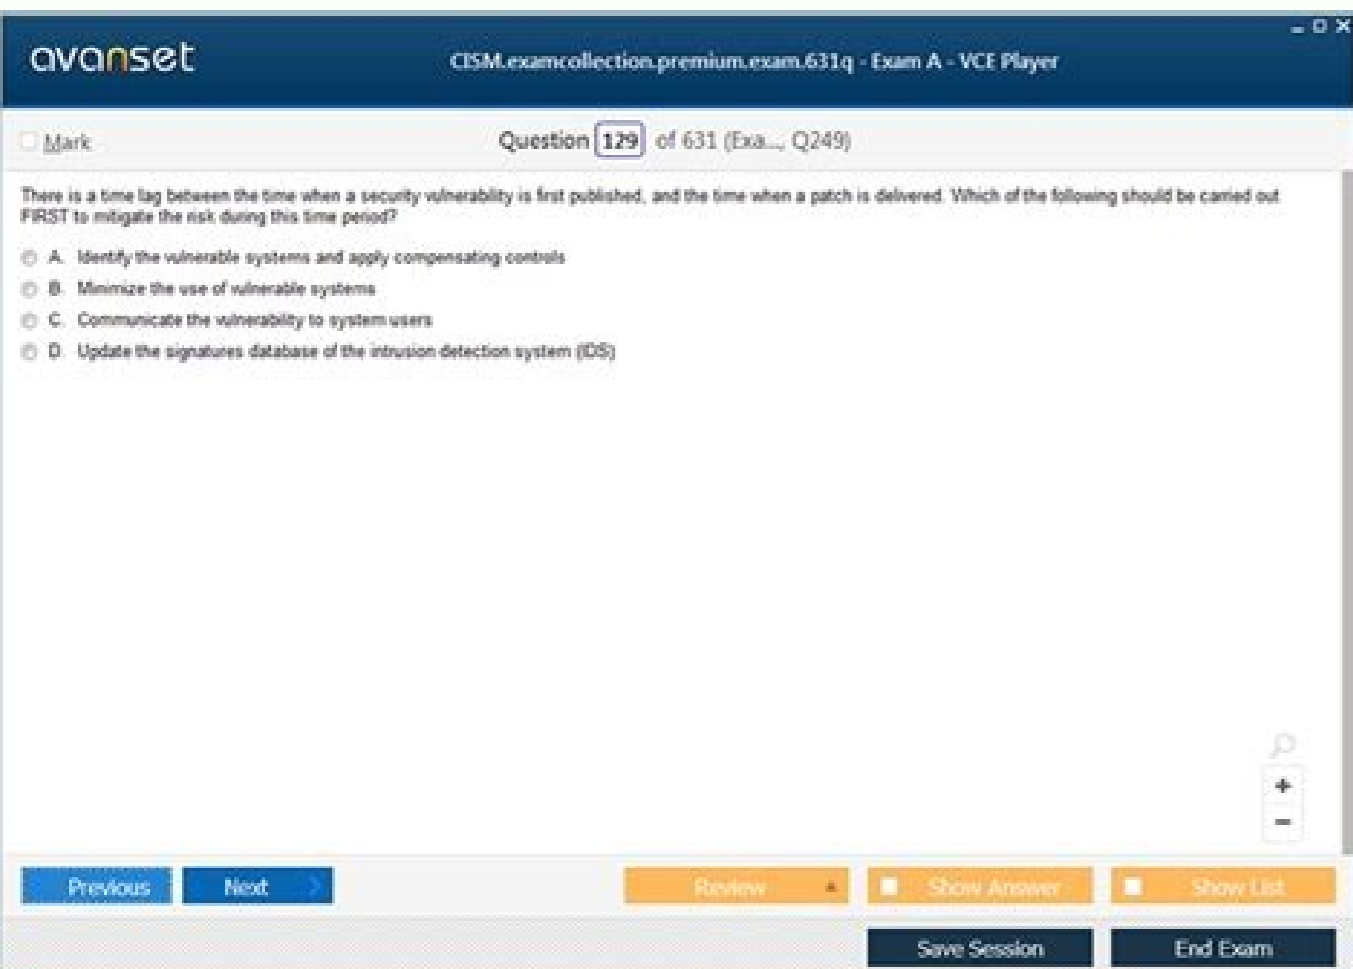 avanset
CISM.examcollection.premium.exam.631q - Exam A - VCE Player
Mark
Question 129 of 631 (Exa..., Q249)
There is a time lag between the time when a security vulnerability is first published, and the time when a patch is delivered. Which of the following should be carried out
FIRST to mitigate the risk during this time period?
A. Identify the vulnerable systems and apply compensating controls
B. Minimize the use of vulnerable systems
C. Communicate the vulnerability to system users
D. Update the signatures database of the intrusion detection system (IDS)
Previous
Next
Review
Show Answer
Show List
Save Session
End Exam